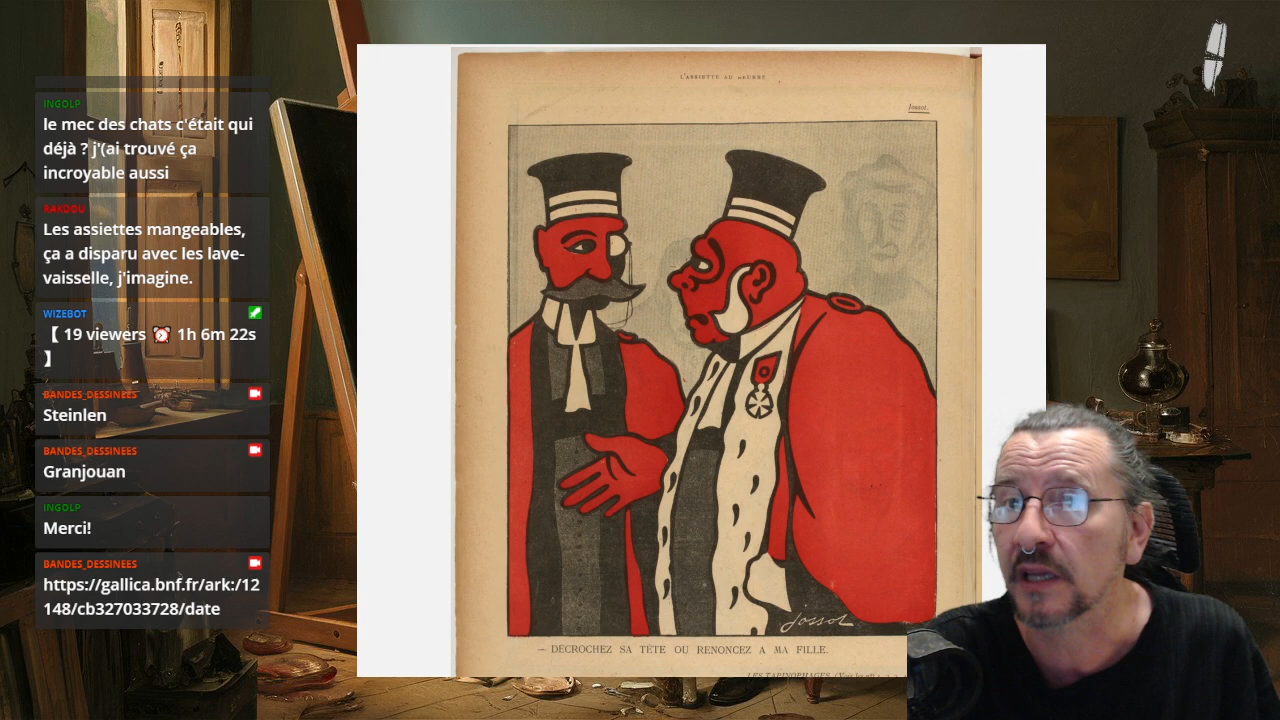 INGOLP
le mec des chats c'était qui
déjà ? j'(ai trouvé ça
incroyable aussi
RAKDOU
Les assiettes mangeables,
ça a disparu avec les lave-
vaisselle, j'imagine.
WIZEBOT
【 19 viewers ⏰ 1h 6m 22s
】
BANDES_DESSINEES
Steinlen
BANDES_DESSINEES
Granjouan
INGOLP
Merci!
BANDES_DESSINEES
https://gallica.bnf.fr/ark:/12
148/cb327033728/date
L'ASSIETTE AU BEURRE
Jossot.
jossot
— DÉCROCHEZ SA TÊTE OU RENONCEZ A MA FILLE.
LES TAPINOPHAGES